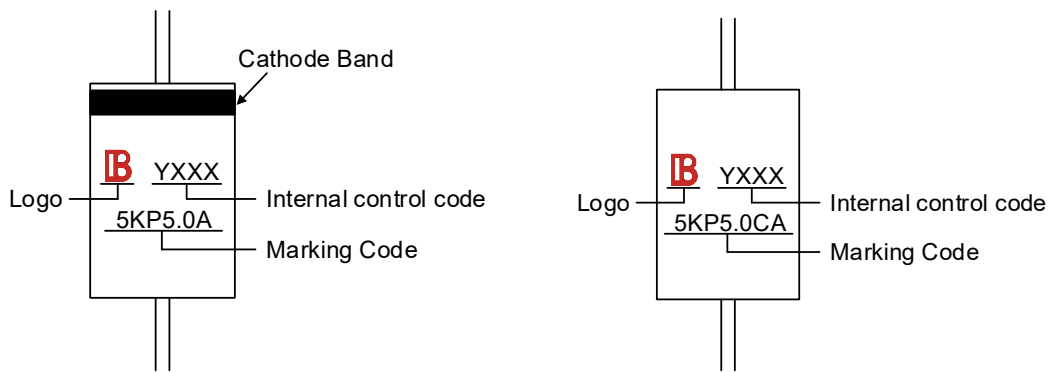 Cathode Band
B YXXX
Logo
Internal control code
5KP5.0A
Marking Code
B YXXX
Logo
Internal control code
5KP5.0CA
Marking Code